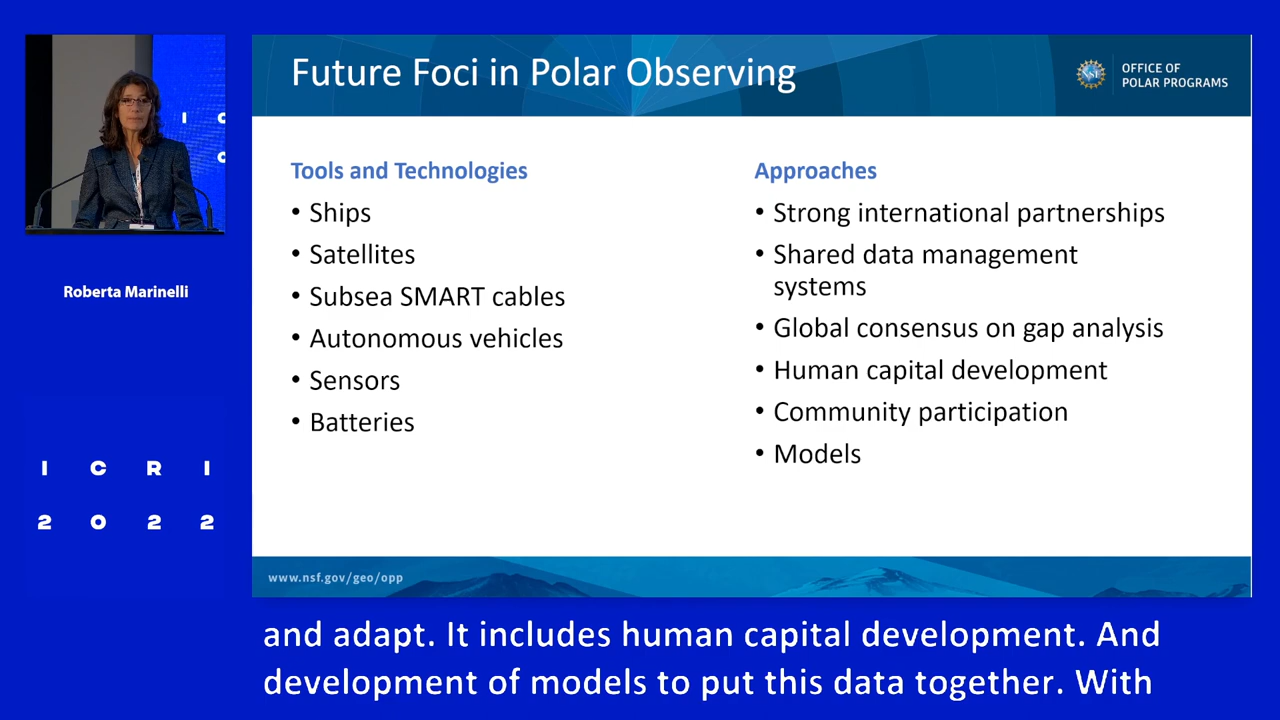 Future Foci in Polar Observing
NSF
OFFICE OF
POLAR PROGRAMS
I C
C
Roberta Marinelli
I C R I
2 0 2 2
Tools and Technologies
• Ships
• Satellites
• Subsea SMART cables
• Autonomous vehicles
• Sensors
• Batteries
Approaches
• Strong international partnerships
• Shared data management
systems
• Global consensus on gap analysis
• Human capital development
• Community participation
• Models
www.nsf.gov/geo/opp
and adapt. It includes human capital development. And
development of models to put this data together. With